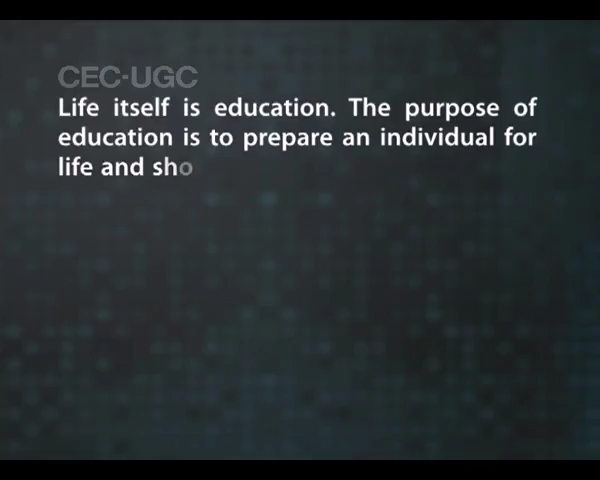 CEC-UGC
Life itself is education. The purpose of
education is to prepare an individual for
life and sho